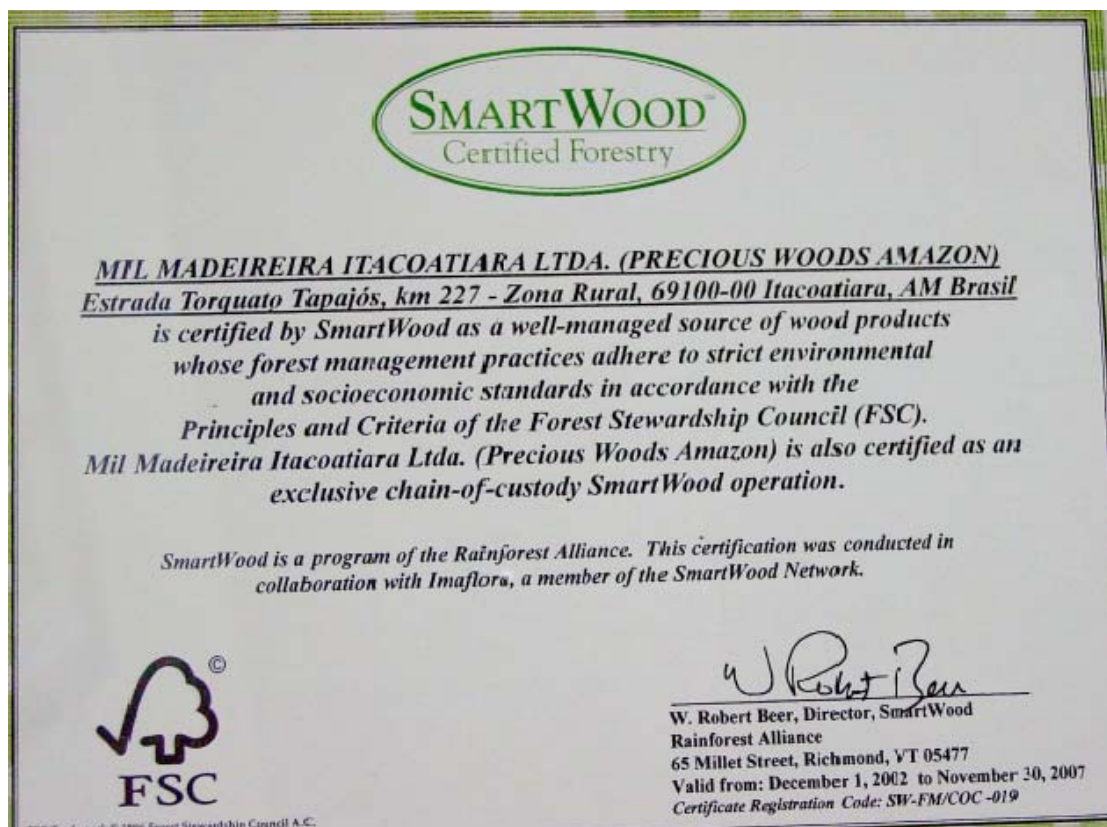 SMARTWOOD™
Certified Forestry
MIL MADEIREIRA ITACOATIARA LTDA. (PRECIOUS WOODS AMAZON)
Estrada Torquato Tapajós, km 227 - Zona Rural, 69100-00 Itacoatiara, AM Brasil
is certified by SmartWood as a well-managed source of wood products
whose forest management practices adhere to strict environmental
and socioeconomic standards in accordance with the
Principles and Criteria of the Forest Stewardship Council (FSC).
Mil Madeireira Itacoatiara Ltda. (Precious Woods Amazon) is also certified as an
exclusive chain-of-custody SmartWood operation.
SmartWood is a program of the Rainforest Alliance. This certification was conducted in
collaboration with Imaflora, a member of the SmartWood Network.
©
FSC
W Robert Beer
W. Robert Beer, Director, SmartWood
Rainforest Alliance
65 Millet Street, Richmond, VT 05477
Valid from: December 1, 2002 to November 30, 2007
Certificate Registration Code: SW-FM/COC-019
Forest Stewardship Council A.C.